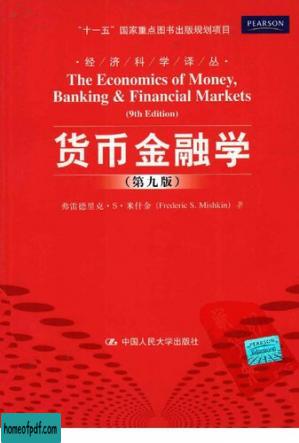 PEARSON
“十一五”国家重点图书出版规划项目
经/济/科/学/译/丛
The Economics of Money,
Banking & Financial Markets
(9th Edition)
货币金融学
(第九版)
弗雷德里克·S·米什金 (Frederic S. Mishkin) 著
中国人民大学出版社
homeofpdf.com